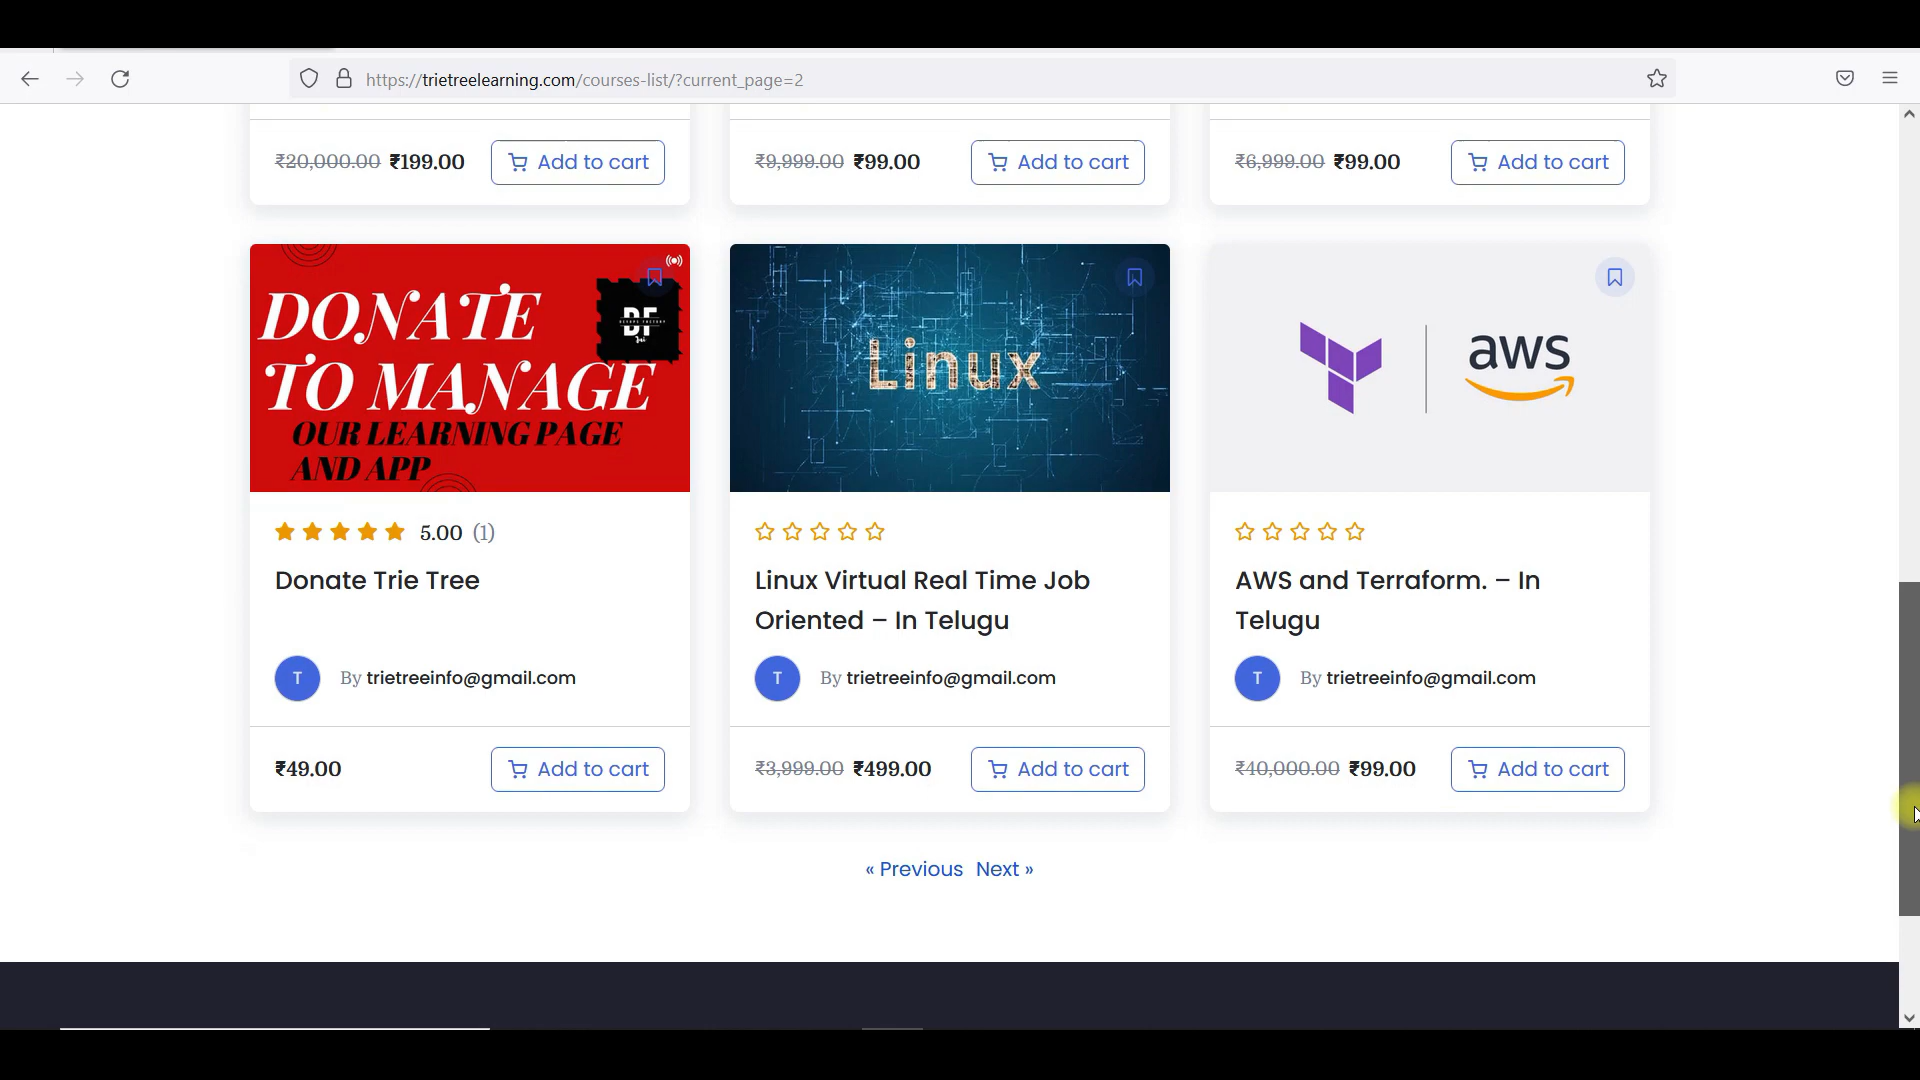 https://trietreelearning.com/courses-list/?current_page=2
₹20,000.00 ₹199.00 Add to cart
₹9,999.00 ₹99.00 Add to cart
₹6,999.00 ₹99.00 Add to cart
DONATE
TO MANAGE
OUR LEARNING PAGE
AND APP
DF
Linux
aws
5.00 (1)
Donate Trie Tree
T By trietreeinfo@gmail.com
₹49.00 Add to cart
Linux Virtual Real Time Job
Oriented – In Telugu
T By trietreeinfo@gmail.com
₹3,999.00 ₹499.00 Add to cart
AWS and Terraform. – In
Telugu
T By trietreeinfo@gmail.com
₹40,000.00 ₹99.00 Add to cart
« Previous Next »